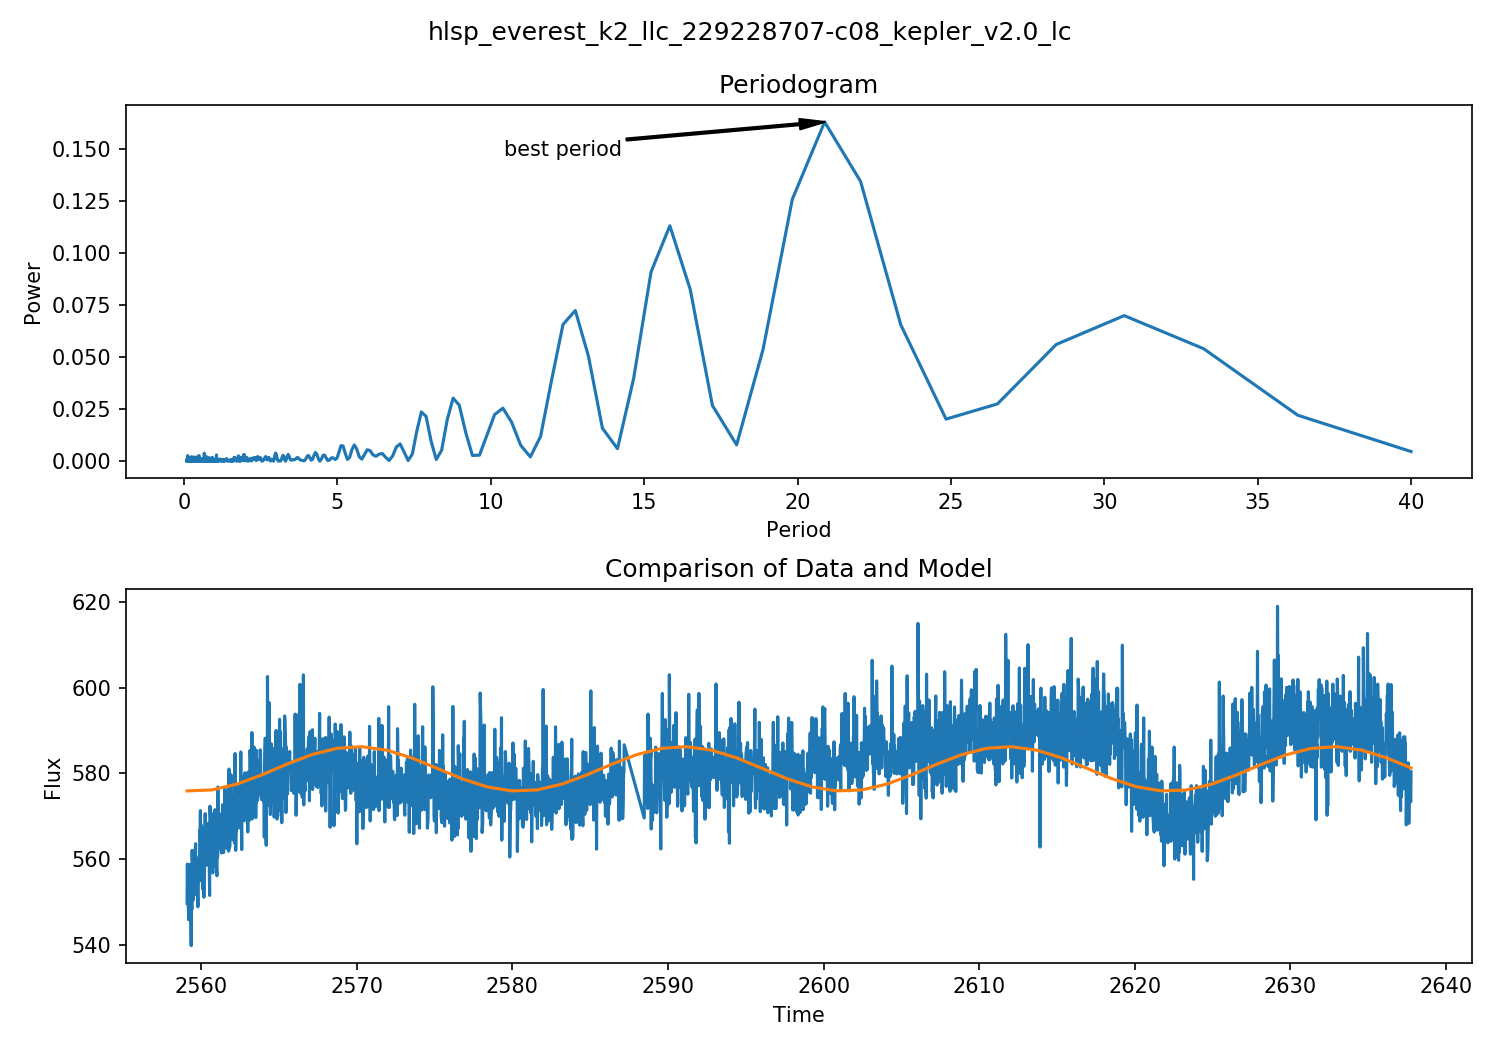 hlsp_everest_k2_llc_229228707-c08_kepler_v2.0_lc
Periodogram
best period
0.150
0.125
0.100
0.075
0.050
0.025
0.000
Power
0 5 10 15 20 25 30 35 40
Period
Comparison of Data and Model
620
600
580
560
540
Flux
2560 2570 2580 2590 2600 2610 2620 2630 2640
Time